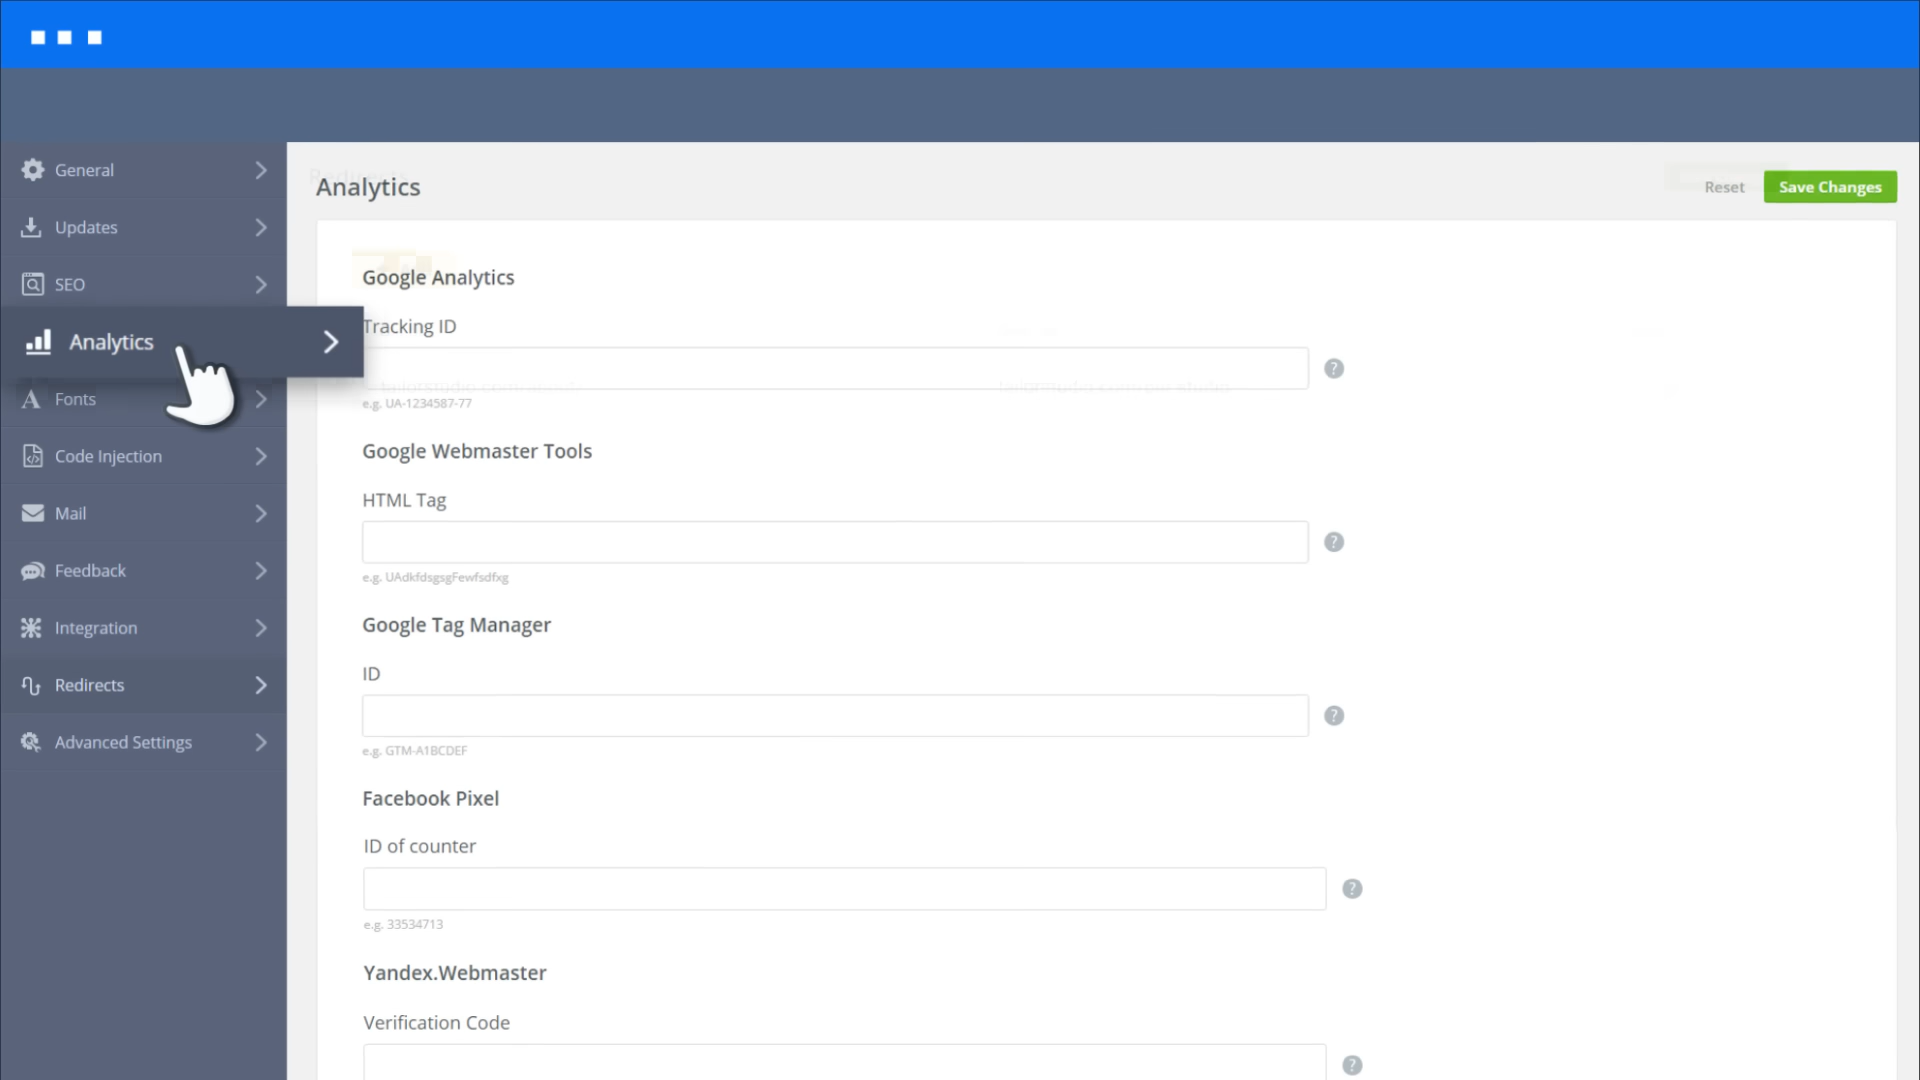 General
Updates
SEO
Analytics
Fonts
Code Injection
Mail
Feedback
Integration
Redirects
Advanced Settings
Analytics
Reset
Save Changes
Google Analytics
Tracking ID
e.g. UA-1234587-77
Google Webmaster Tools
HTML Tag
e.g. UAdkfdsgsgFewfsdfxg
Google Tag Manager
ID
e.g. GTM-A1BCDEF
Facebook Pixel
ID of counter
e.g. 33534713
Yandex.Webmaster
Verification Code